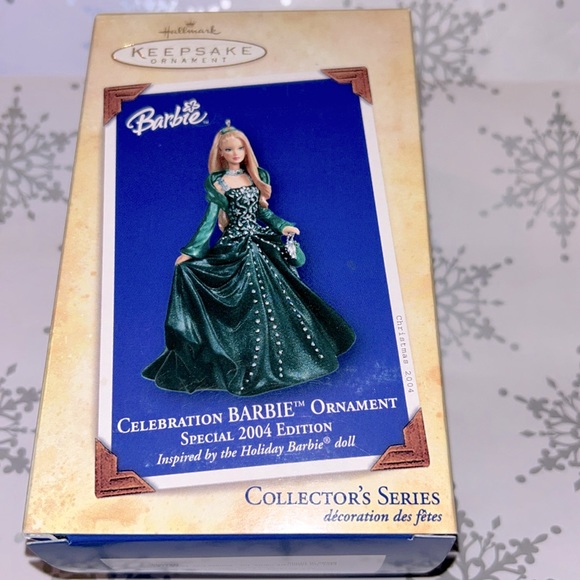 Hallmark
KEEPSAKE
ORNAMENT
Barbie™
Christmas 2004
CELEBRATION BARBIE™ ORNAMENT
SPECIAL 2004 EDITION
Inspired by the Holiday Barbie® doll
COLLECTOR'S SERIES
décoration des fêtes